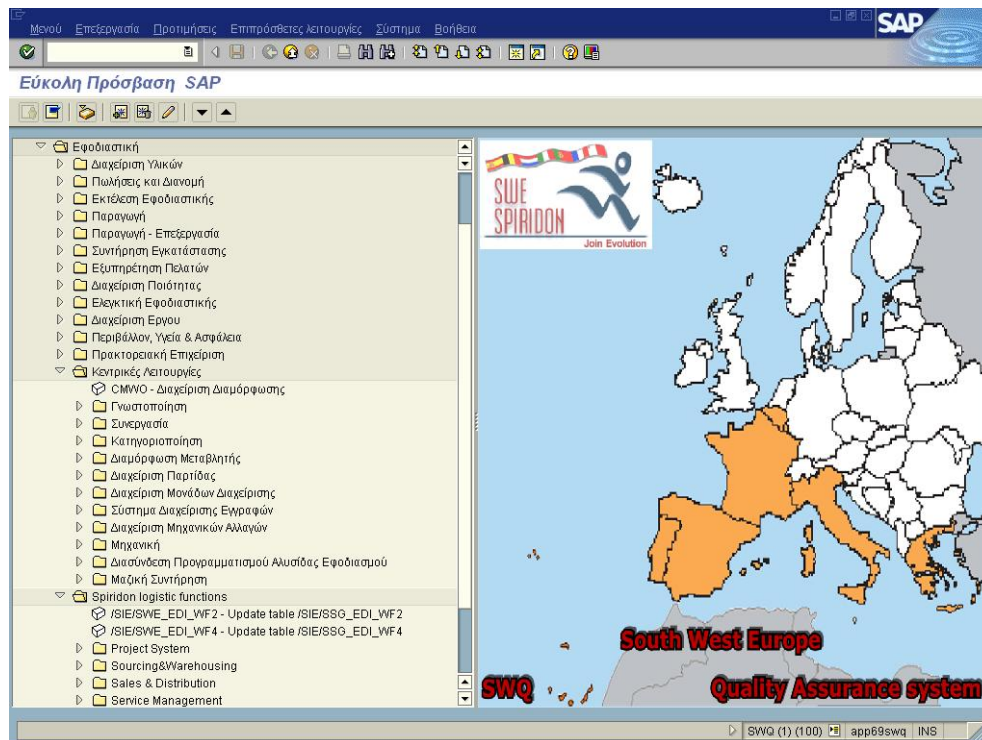 Μενού Επεξεργασία Προτιμήσεις Επιπρόσθετες λειτουργίες Σύστημα Βοήθεια
SAP
Εύκολη Πρόσβαση SAP
Εφοδιαστική
Διαχείριση Υλικών
Πωλήσεις και Διανομή
Εκτέλεση Εφοδιαστικής
Παραγωγή
Παραγωγή - Επεξεργασία
Συντήρηση Εγκατάστασης
Εξυπηρέτηση Πελατών
Διαχείριση Ποιότητας
Ελεγκτική Εφοδιαστικής
Διαχείριση Εργου
Περιβάλλον, Υγεία & Ασφάλεια
Πρακτορειακή Επιχείριση
Κεντρικές Λειτουργίες
CMWO - Διαχείριση Διαμόρφωσης
Γνωστοποίηση
Συνεργασία
Κατηγοριοποίηση
Διαμόρφωση Μεταβλητής
Διαχείριση Παρτίδας
Διαχείριση Μονάδων Διαχείρισης
Σύστημα Διαχείρισης Εγγραφών
Διαχείριση Μηχανικών Αλλαγών
Μηχανική
Διασύνδεση Προγραμματισμού Αλυσίδας Εφοδιασμού
Μαζική Συντήρηση
Spiridon logistic functions
/SIE/SWE_EDI_WF2 - Update table /SIE/SSG_EDI_WF2
/SIE/SWE_EDI_WF4 - Update table /SIE/SSG_EDI_WF4
Project System
Sourcing&Warehousing
Sales & Distribution
Service Management
SWE
SPIRIDON
Join Evolution
South West Europe
SWQ Quality Assurance system
SWQ (1) (100) app69swq INS